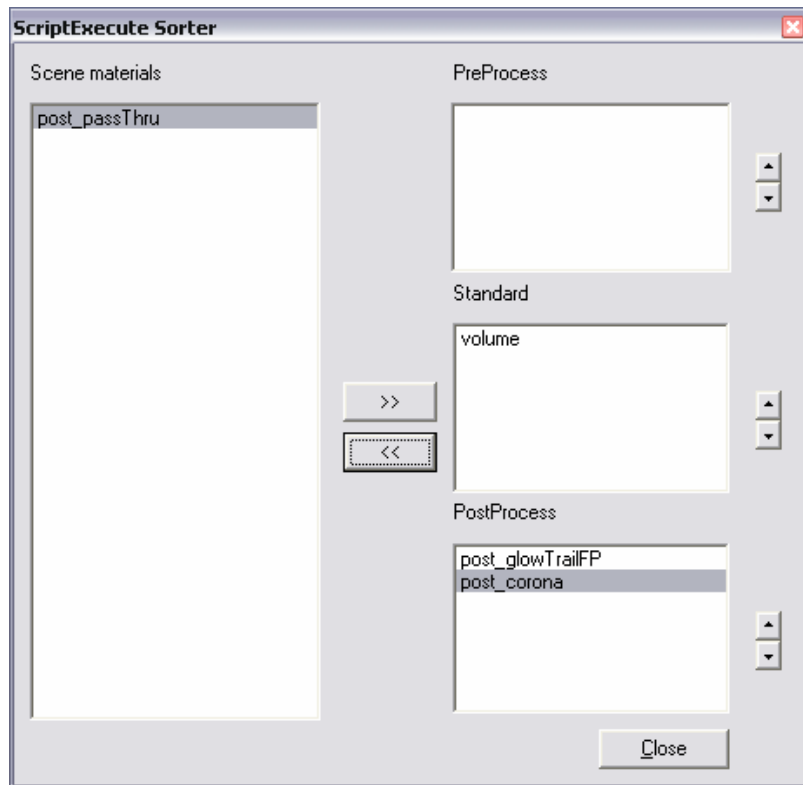 ScriptExecute Sorter
Scene materials
post_passThru
PreProcess
Standard
volume
>>
<<
PostProcess
post_glowTrailFP
post_corona
Close